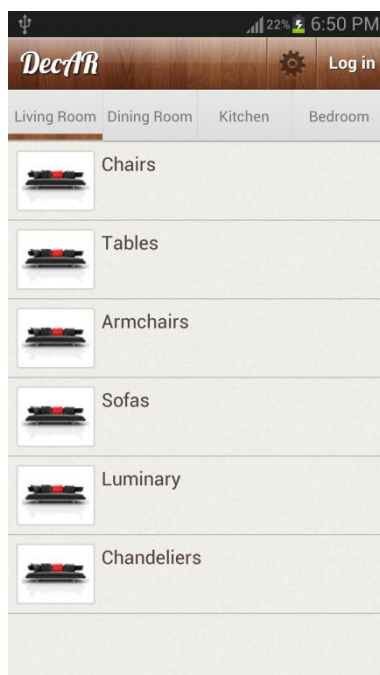 22% 6:50 PM
DecAR Log in
Living Room Dining Room Kitchen Bedroom
Chairs
Tables
Armchairs
Sofas
Luminary
Chandeliers